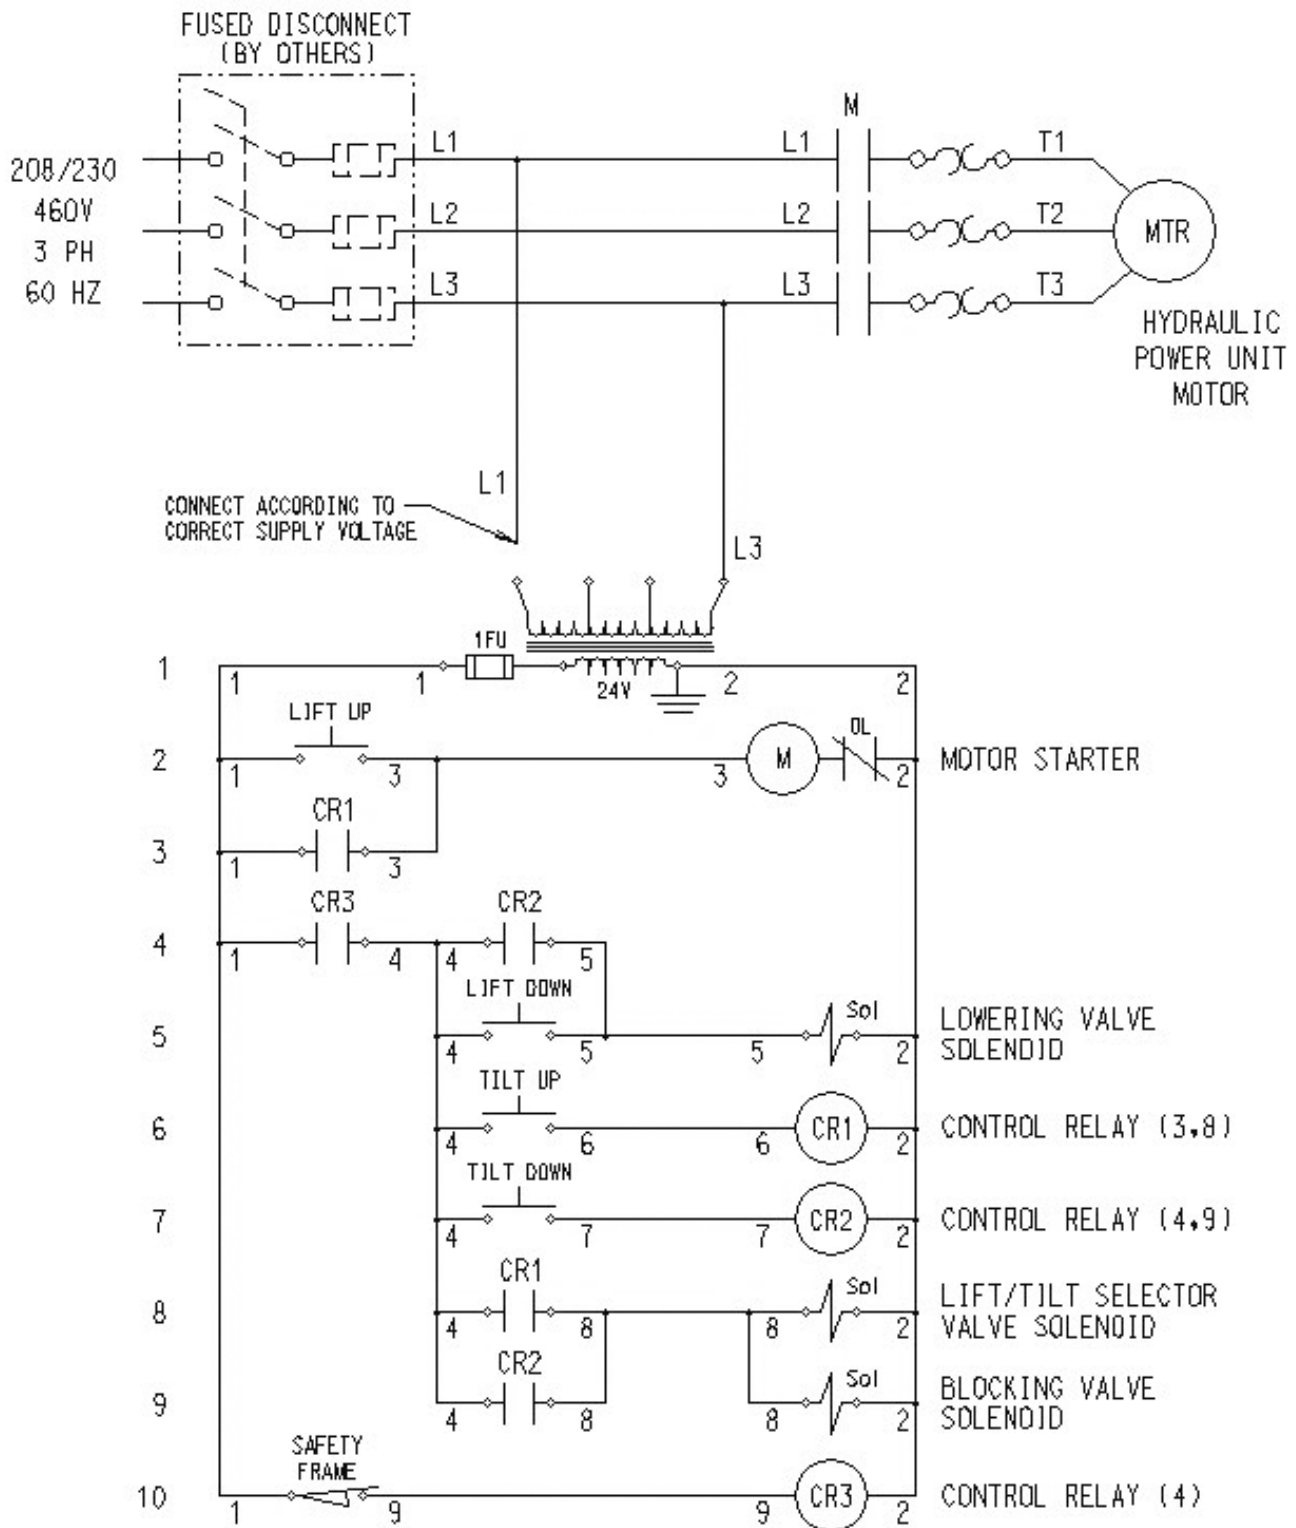 FUSED DISCONNECT
(BY OTHERS)
208/230
460V
3 PH
60 HZ
L1
L2
L3
M
L1
L2
L3
T1
T2
T3
MTR
HYDRAULIC
POWER UNIT
MOTOR
CONNECT ACCORDING TO
CORRECT SUPPLY VOLTAGE
L1
L3
1FU
24V
1 1 1 2 2
LIFT UP
OL
2 1 3 3 M 2 MOTOR STARTER
CR1
3 1 3
CR3 CR2
4 1 4 4 5
LIFT DOWN
Sol
5 4 5 5 2 LOWERING VALVE
SOLENOID
TILT UP
6 4 6 6 CR1 2 CONTROL RELAY (3,8)
TILT DOWN
7 4 7 7 CR2 2 CONTROL RELAY (4,9)
CR1
Sol
8 4 8 8 2 LIFT/TILT SELECTOR
VALVE SOLENOID
CR2
Sol
9 4 8 8 2 BLOCKING VALVE
SOLENOID
SAFETY
FRAME
10 1 9 9 CR3 2 CONTROL RELAY (4)